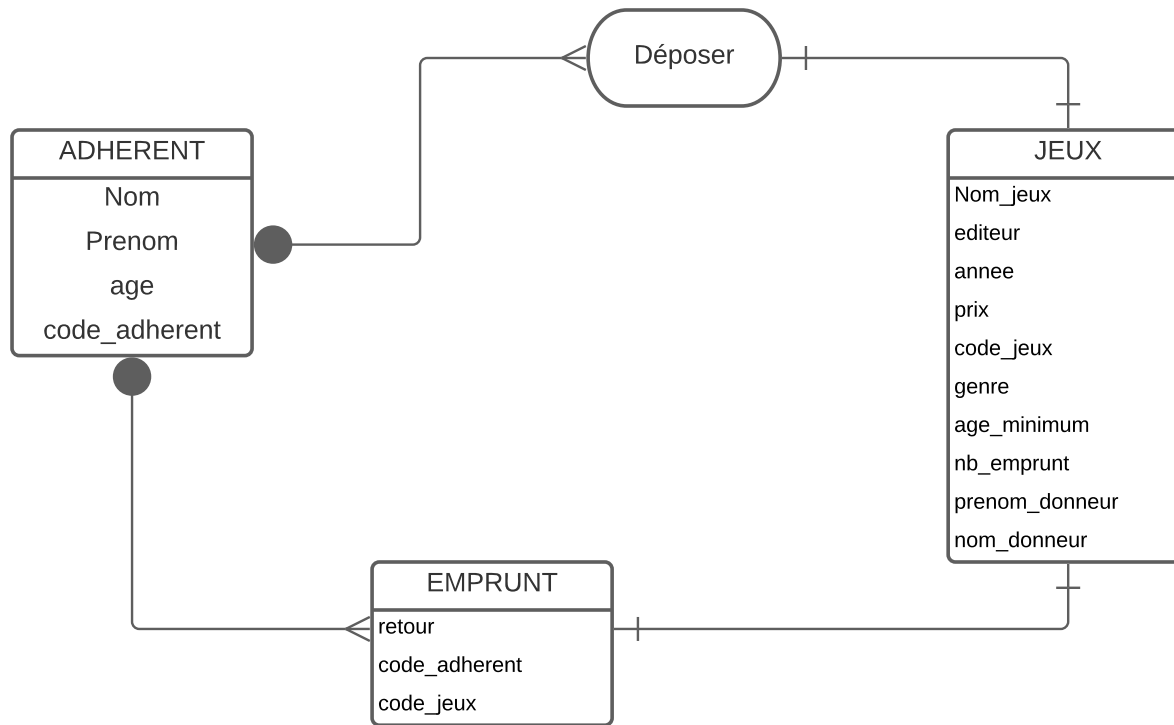 Déposer
ADHERENT
Nom
Prenom
age
code_adherent
JEUX
Nom_jeux
editeur
annee
prix
code_jeux
genre
age_minimum
nb_emprunt
prenom_donneur
nom_donneur
EMPRUNT
retour
code_adherent
code_jeux